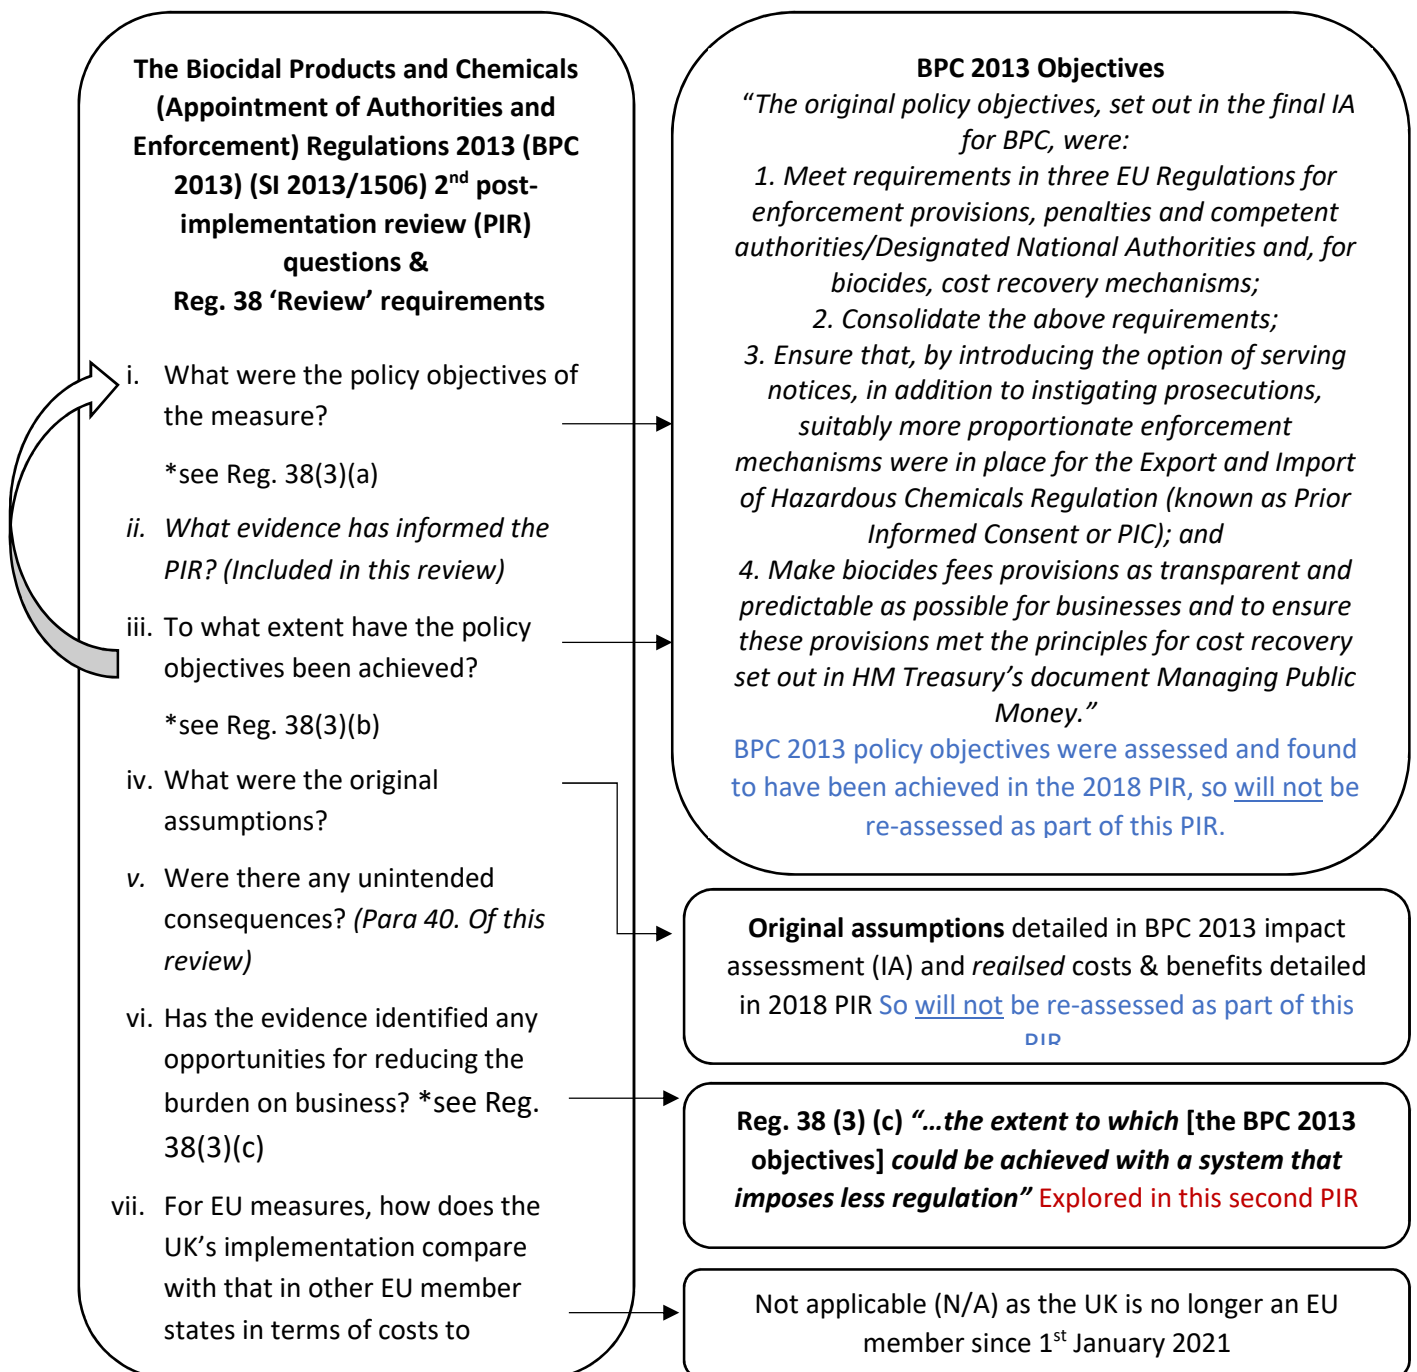 The Biocidal Products and Chemicals
(Appointment of Authorities and
Enforcement) Regulations 2013 (BPC
2013) (SI 2013/1506) 2nd post-
implementation review (PIR)
questions &
Reg. 38 ‘Review’ requirements
i. What were the policy objectives of
the measure?
*see Reg. 38(3)(a)
ii. What evidence has informed the
PIR? (Included in this review)
iii. To what extent have the policy
objectives been achieved?
*see Reg. 38(3)(b)
iv. What were the original
assumptions?
v. Were there any unintended
consequences? (Para 40. Of this
review)
vi. Has the evidence identified any
opportunities for reducing the
burden on business? *see Reg.
38(3)(c)
vii. For EU measures, how does the
UK’s implementation compare
with that in other EU member
states in terms of costs to
BPC 2013 Objectives
“The original policy objectives, set out in the final IA
for BPC, were:
1. Meet requirements in three EU Regulations for
enforcement provisions, penalties and competent
authorities/Designated National Authorities and, for
biocides, cost recovery mechanisms;
2. Consolidate the above requirements;
3. Ensure that, by introducing the option of serving
notices, in addition to instigating prosecutions,
suitably more proportionate enforcement
mechanisms were in place for the Export and Import
of Hazardous Chemicals Regulation (known as Prior
Informed Consent or PIC); and
4. Make biocides fees provisions as transparent and
predictable as possible for businesses and to ensure
these provisions met the principles for cost recovery
set out in HM Treasury’s document Managing Public
Money.”
BPC 2013 policy objectives were assessed and found
to have been achieved in the 2018 PIR, so will not be
re-assessed as part of this PIR.
Original assumptions detailed in BPC 2013 impact
assessment (IA) and reailsed costs & benefits detailed
in 2018 PIR So will not be re-assessed as part of this
PIR
Reg. 38 (3) (c) “...the extent to which [the BPC 2013
objectives] could be achieved with a system that
imposes less regulation” Explored in this second PIR
Not applicable (N/A) as the UK is no longer an EU
member since 1st January 2021